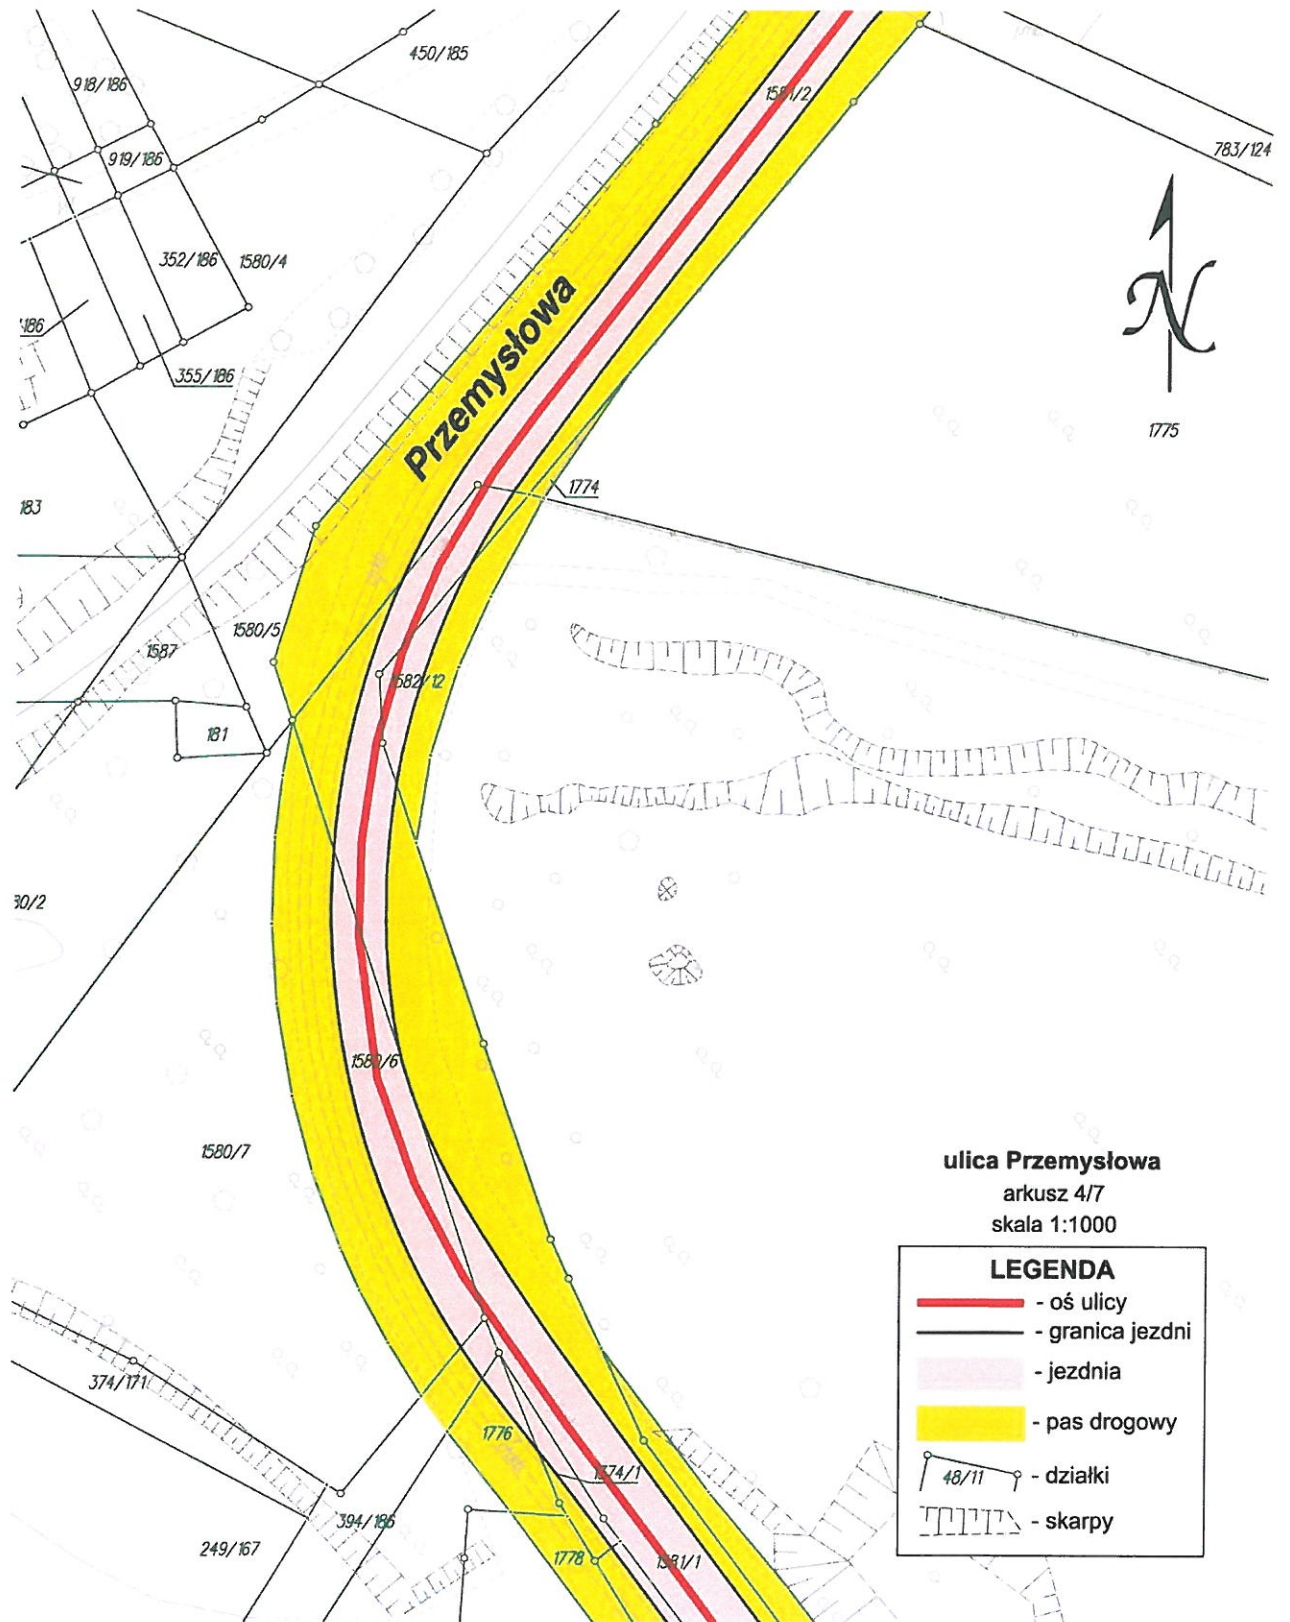 450/185
918/186
1581/2
783/124
919/186
352/186
1580/4
N
Przemysłowa
355/186
1775
1774
183
1580/5
1587
1582/12
181
1580/6
1580/7
ulica Przemysłowa
arkusz 4/7
skala 1:1000
LEGENDA
- oś ulicy
- granica jezdni
- jezdnia
- pas drogowy
48/11 - działki
- skarpy
374/171
1776
394/186
249/167
1778
1581/1